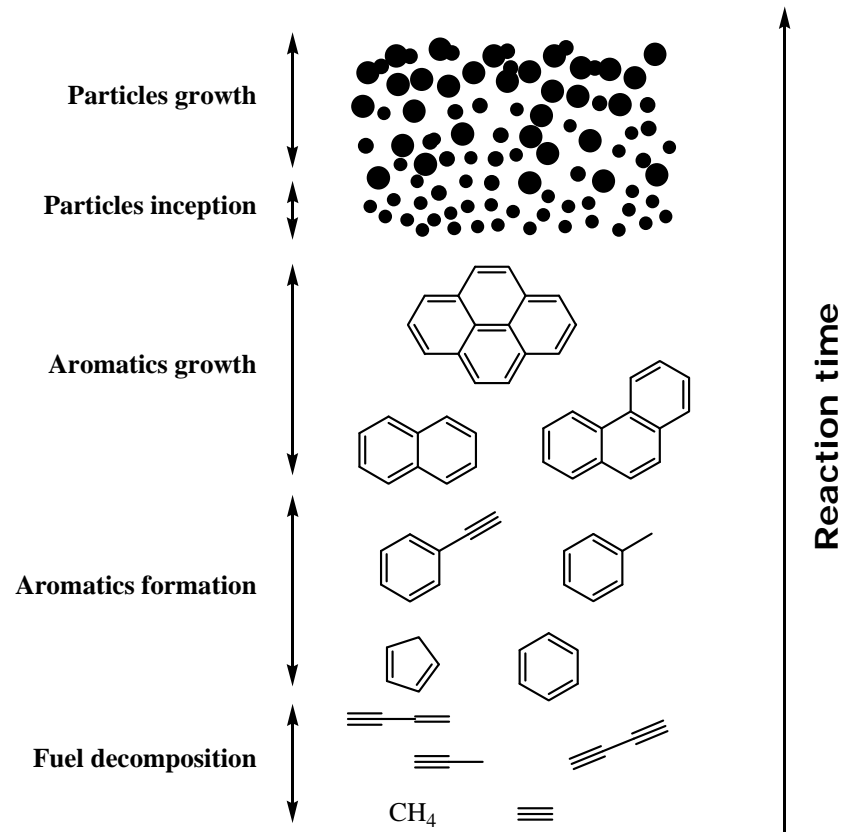 Particles growth
Particles inception
Aromatics growth
Reaction time
Aromatics formation
Fuel decomposition
CH₄